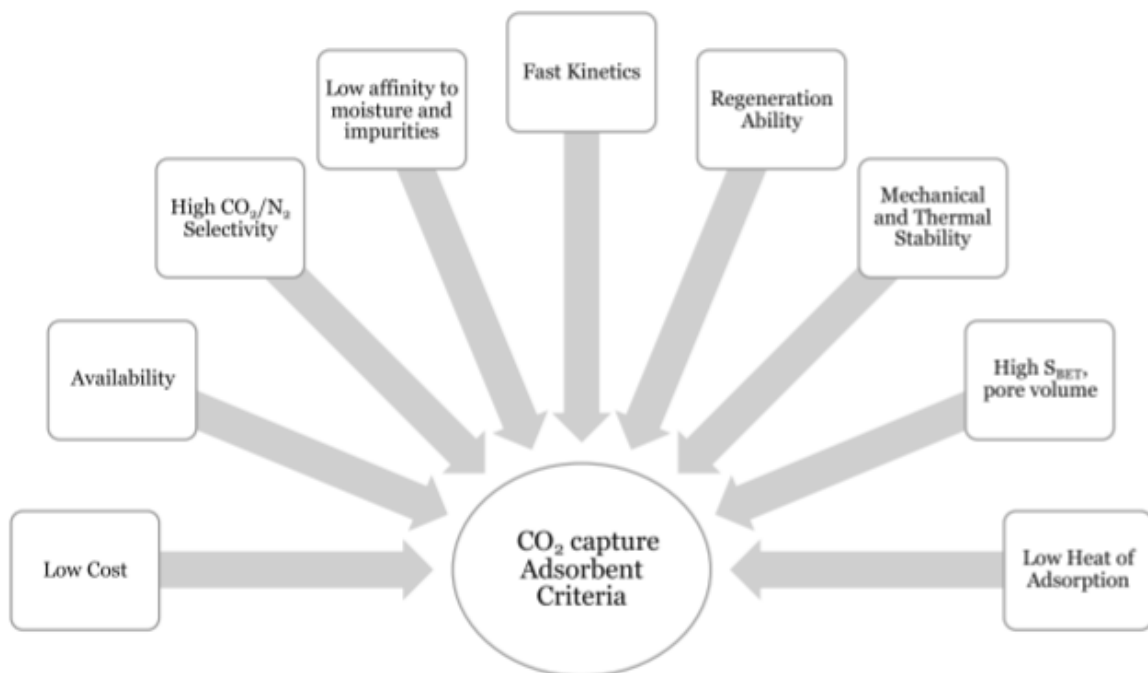 Fast Kinetics
Low affinity to
moisture and
impurities
Regeneration
Ability
High CO₂/N₂
Selectivity
Mechanical
and Thermal
Stability
Availability
High S_BET,
pore volume
Low Cost
CO₂ capture
Adsorbent
Criteria
Low Heat of
Adsorption